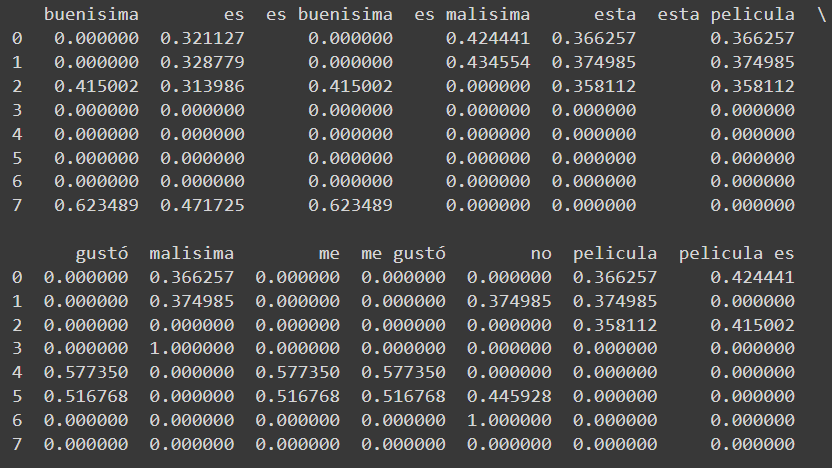 buenisima es es buenisima es malisima esta esta pelicula \
0 0.000000 0.321127 0.000000 0.424441 0.366257 0.366257
1 0.000000 0.328779 0.000000 0.434554 0.374985 0.374985
2 0.415002 0.313986 0.415002 0.000000 0.358112 0.358112
3 0.000000 0.000000 0.000000 0.000000 0.000000 0.000000
4 0.000000 0.000000 0.000000 0.000000 0.000000 0.000000
5 0.000000 0.000000 0.000000 0.000000 0.000000 0.000000
6 0.000000 0.000000 0.000000 0.000000 0.000000 0.000000
7 0.623489 0.471725 0.623489 0.000000 0.000000 0.000000
gustó malisima me me gustó no pelicula pelicula es
0 0.000000 0.366257 0.000000 0.000000 0.000000 0.366257 0.424441
1 0.000000 0.374985 0.000000 0.000000 0.374985 0.374985 0.000000
2 0.000000 0.000000 0.000000 0.000000 0.000000 0.358112 0.415002
3 0.000000 1.000000 0.000000 0.000000 0.000000 0.000000 0.000000
4 0.577350 0.000000 0.577350 0.577350 0.000000 0.000000 0.000000
5 0.516768 0.000000 0.516768 0.516768 0.445928 0.000000 0.000000
6 0.000000 0.000000 0.000000 0.000000 1.000000 0.000000 0.000000
7 0.000000 0.000000 0.000000 0.000000 0.000000 0.000000 0.000000